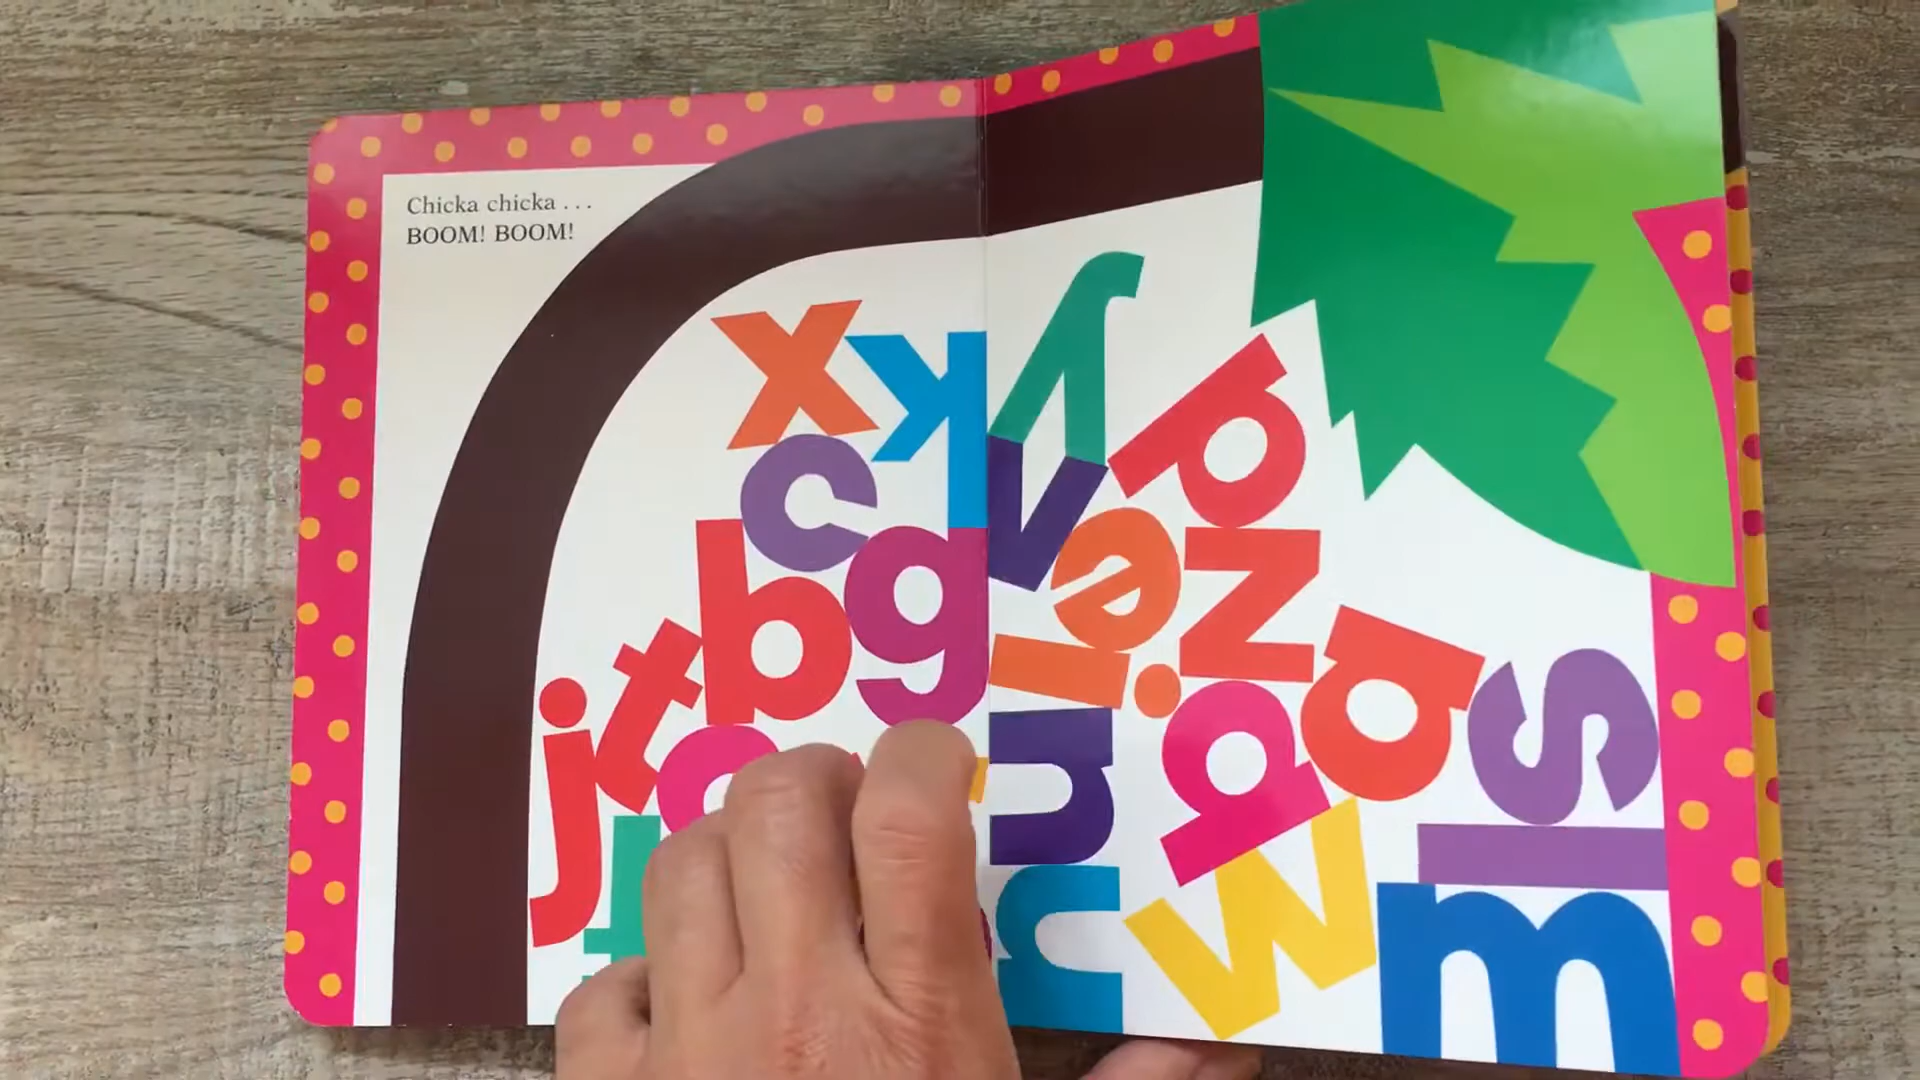 Chicka chicka . . .
BOOM! BOOM!
x k y
c v p
b g e z
j t l i d a s
n l
w m